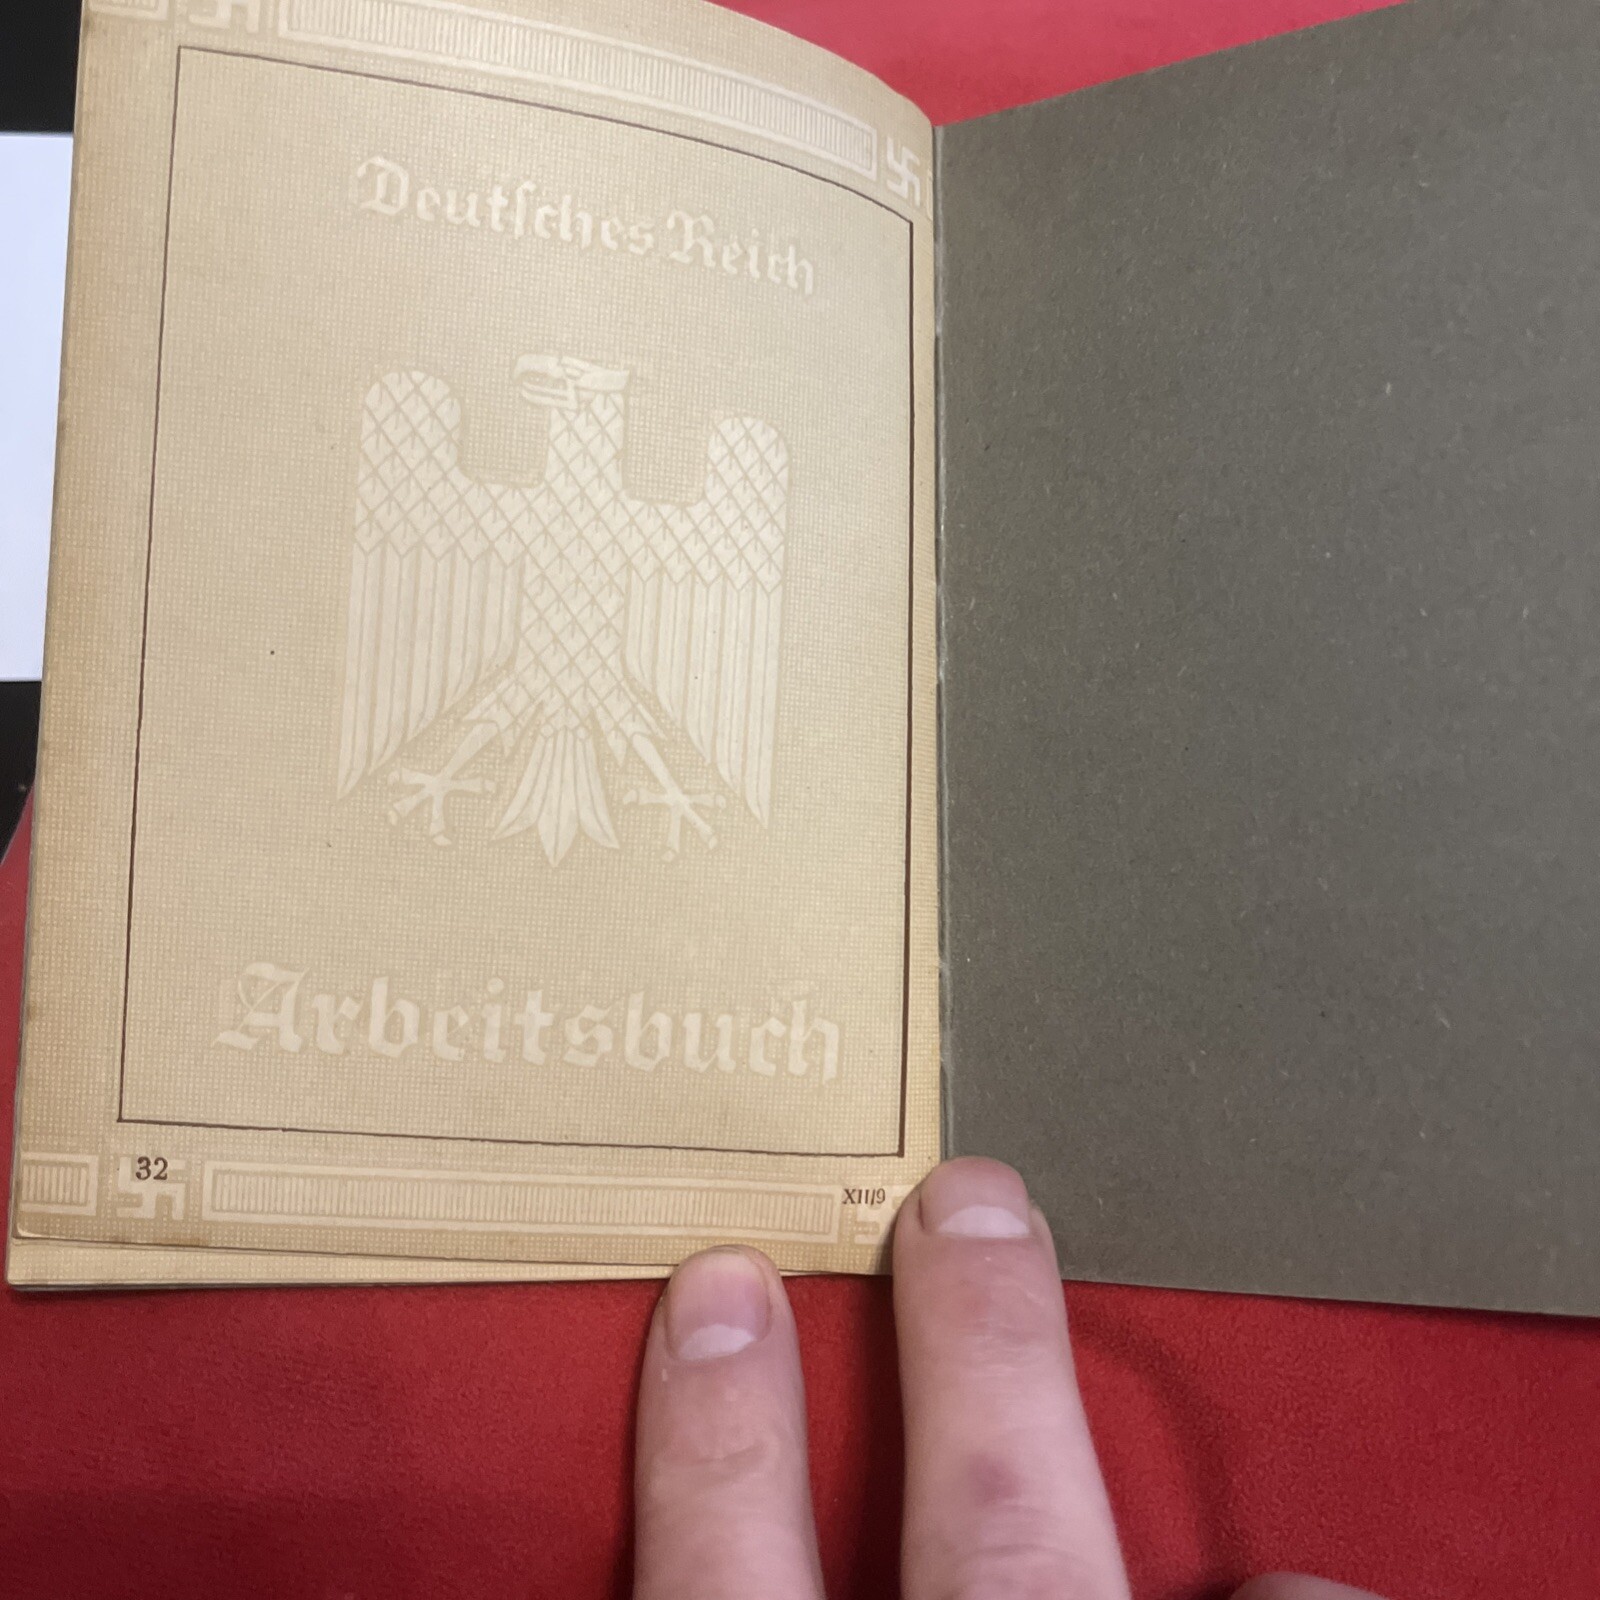 Deutsches Reich
Arbeitsbuch
32
XII/9